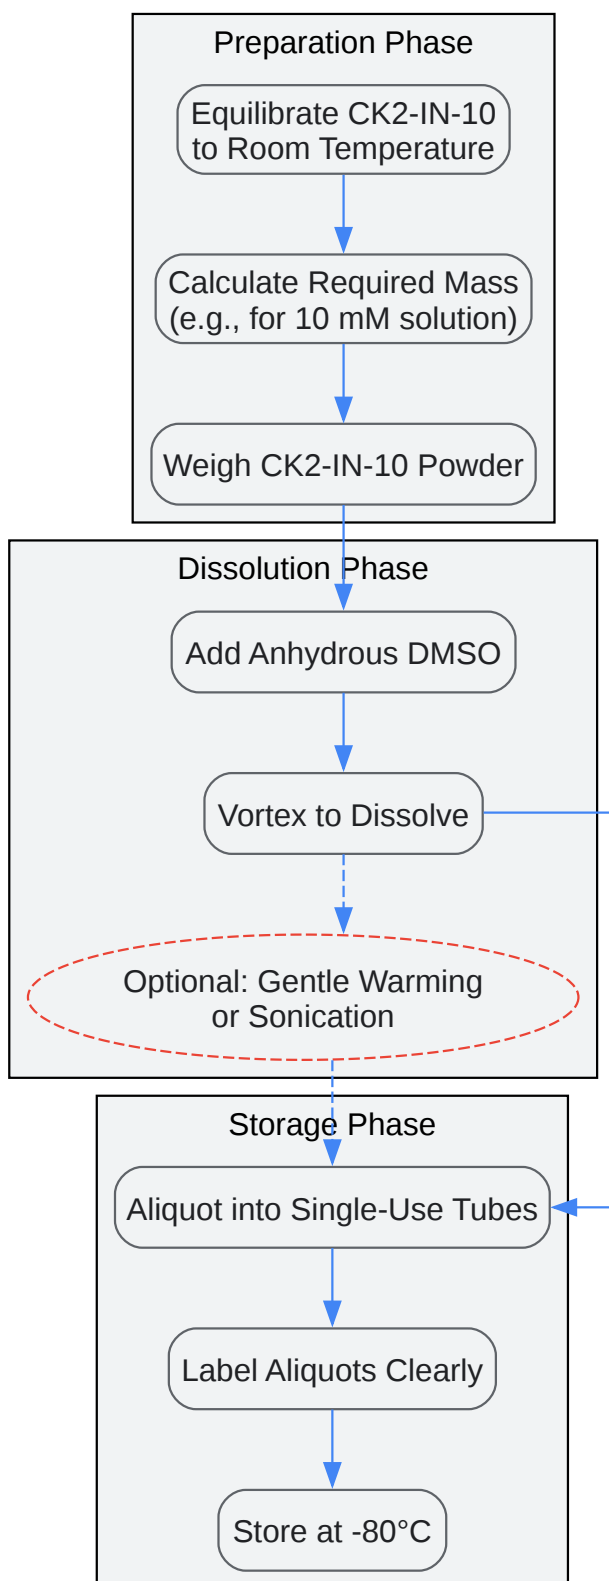 Preparation Phase
Equilibrate CK2-IN-10
to Room Temperature
Calculate Required Mass
(e.g., for 10 mM solution)
Weigh CK2-IN-10 Powder
Dissolution Phase
Add Anhydrous DMSO
Vortex to Dissolve
Optional: Gentle Warming
or Sonication
Storage Phase
Aliquot into Single-Use Tubes
Label Aliquots Clearly
Store at -80°C